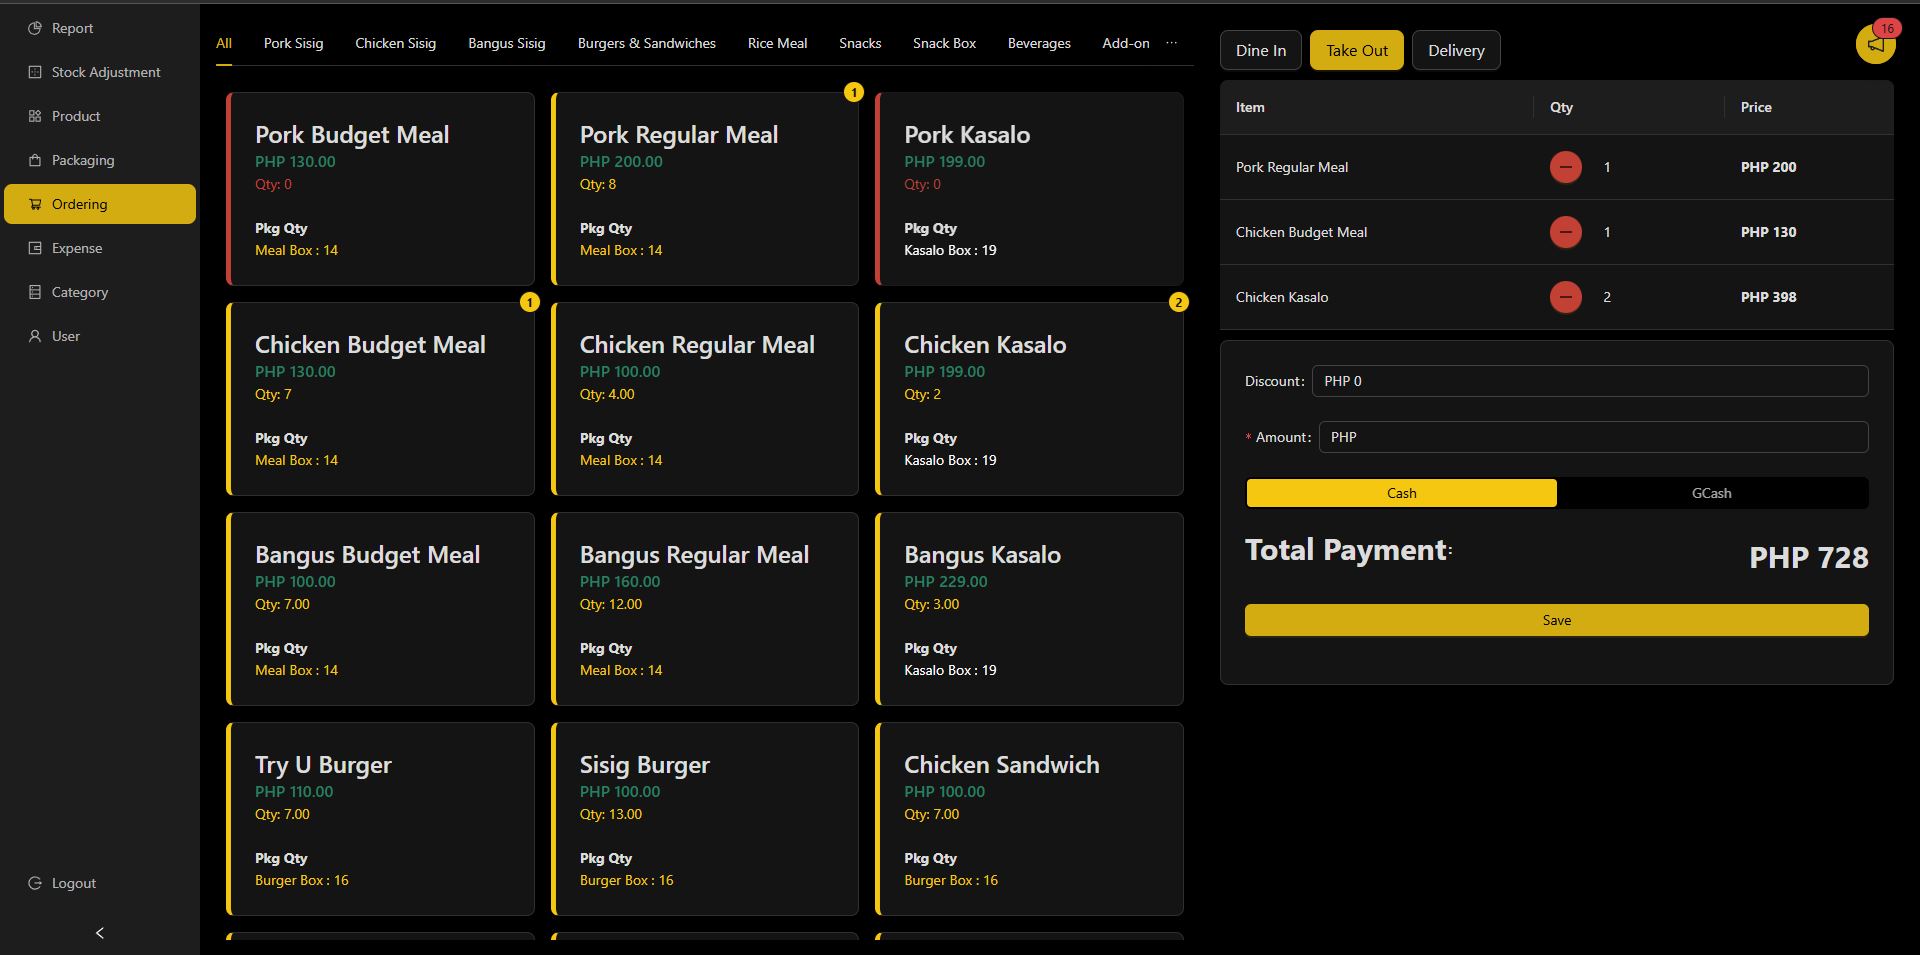 Report
Stock Adjustment
Product
Packaging
Ordering
Expense
Category
User
Logout
All Pork Sisig Chicken Sisig Bangus Sisig Burgers & Sandwiches Rice Meal Snacks Snack Box Beverages Add-on ···
1
Pork Budget Meal
PHP 130.00
Qty: 0
Pkg Qty
Meal Box : 14
Pork Regular Meal
PHP 200.00
Qty: 8
Pkg Qty
Meal Box : 14
Pork Kasalo
PHP 199.00
Qty: 0
Pkg Qty
Kasalo Box : 19
1
Chicken Budget Meal
PHP 130.00
Qty: 7
Pkg Qty
Meal Box : 14
Chicken Regular Meal
PHP 100.00
Qty: 4.00
Pkg Qty
Meal Box : 14
2
Chicken Kasalo
PHP 199.00
Qty: 2
Pkg Qty
Kasalo Box : 19
Bangus Budget Meal
PHP 100.00
Qty: 7.00
Pkg Qty
Meal Box : 14
Bangus Regular Meal
PHP 160.00
Qty: 12.00
Pkg Qty
Meal Box : 14
Bangus Kasalo
PHP 229.00
Qty: 3.00
Pkg Qty
Kasalo Box : 19
Try U Burger
PHP 110.00
Qty: 7.00
Pkg Qty
Burger Box : 16
Sisig Burger
PHP 100.00
Qty: 13.00
Pkg Qty
Burger Box : 16
Chicken Sandwich
PHP 100.00
Qty: 7.00
Pkg Qty
Burger Box : 16
Dine In Take Out Delivery
16
Item Qty Price
Pork Regular Meal 1 PHP 200
Chicken Budget Meal 1 PHP 130
Chicken Kasalo 2 PHP 398
Discount: PHP 0
* Amount: PHP
Cash GCash
Total Payment: PHP 728
Save